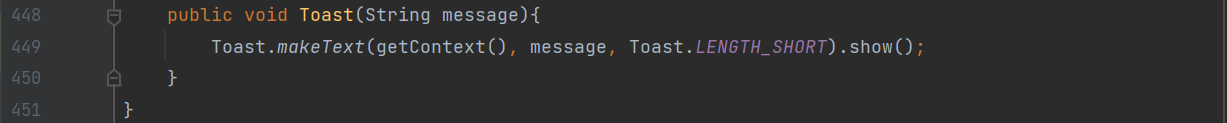 448 public void Toast(String message){
449 Toast.makeText(getContext(), message, Toast.LENGTH_SHORT).show();
450 }
451 }